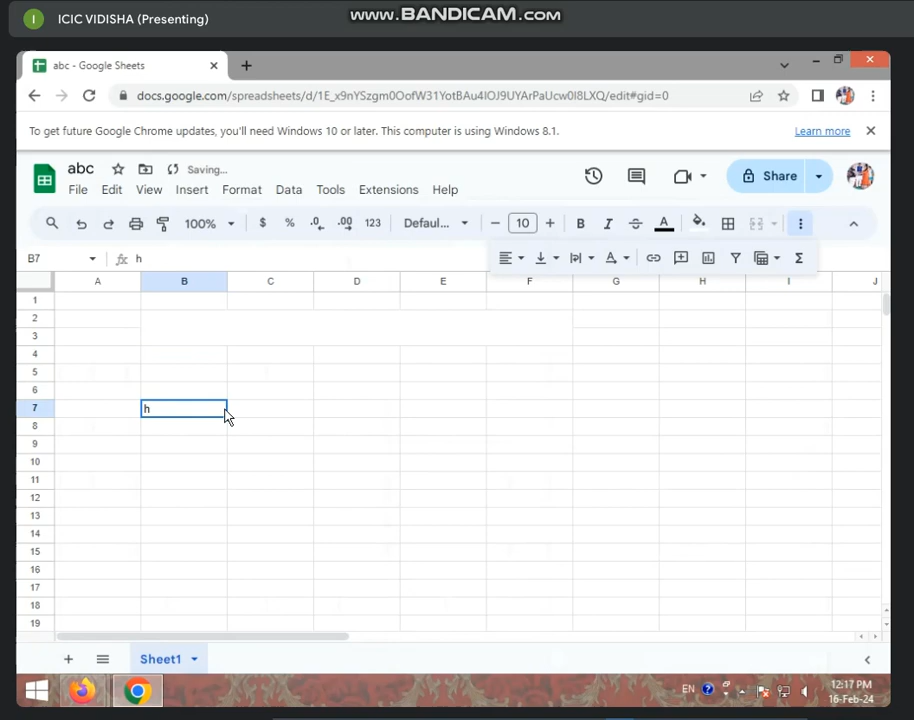 I ICIC VIDISHA (Presenting)
www.BANDICAM.com
abc - Google Sheets
docs.google.com/spreadsheets/d/1E_x9nYSzgm0OofW31YotBAu4IOJ9UYArPaUcw0I8LXQ/edit#gid=0
To get future Google Chrome updates, you'll need Windows 10 or later. This computer is using Windows 8.1. Learn more
abc Saving...
File Edit View Insert Format Data Tools Extensions Help Share
100% $ % .0 .00 123 Defaul... 10 B I S A
B7 fx h
A B C D E F G H I J
1
2
3
4
5
6
7 h
8
9
10
11
12
13
14
15
16
17
18
19
Sheet1
EN 12:17 PM
16-Feb-24